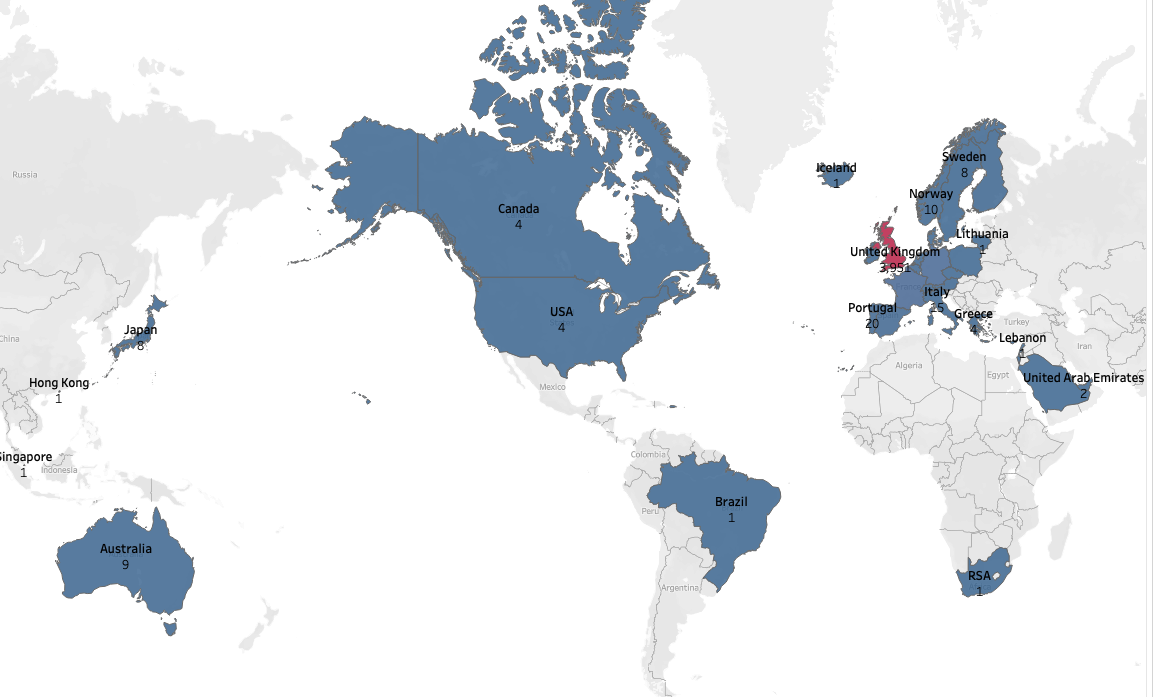 Sweden
8
Iceland
1
Russia
Norway
10
Canada
4
Lithuania
1
United Kingdom
3,951
Italy
15
Portugal
20
USA
4
Greece
4
Turkey
Japan
8
China
Lebanon
1
Iran
Algeria
Egypt
United Arab Emirates
2
Hong Kong
1
Mexico
Colombia
Singapore
1
Indonesia
Brazil
1
Peru
Australia
9
RSA
1
Argentina